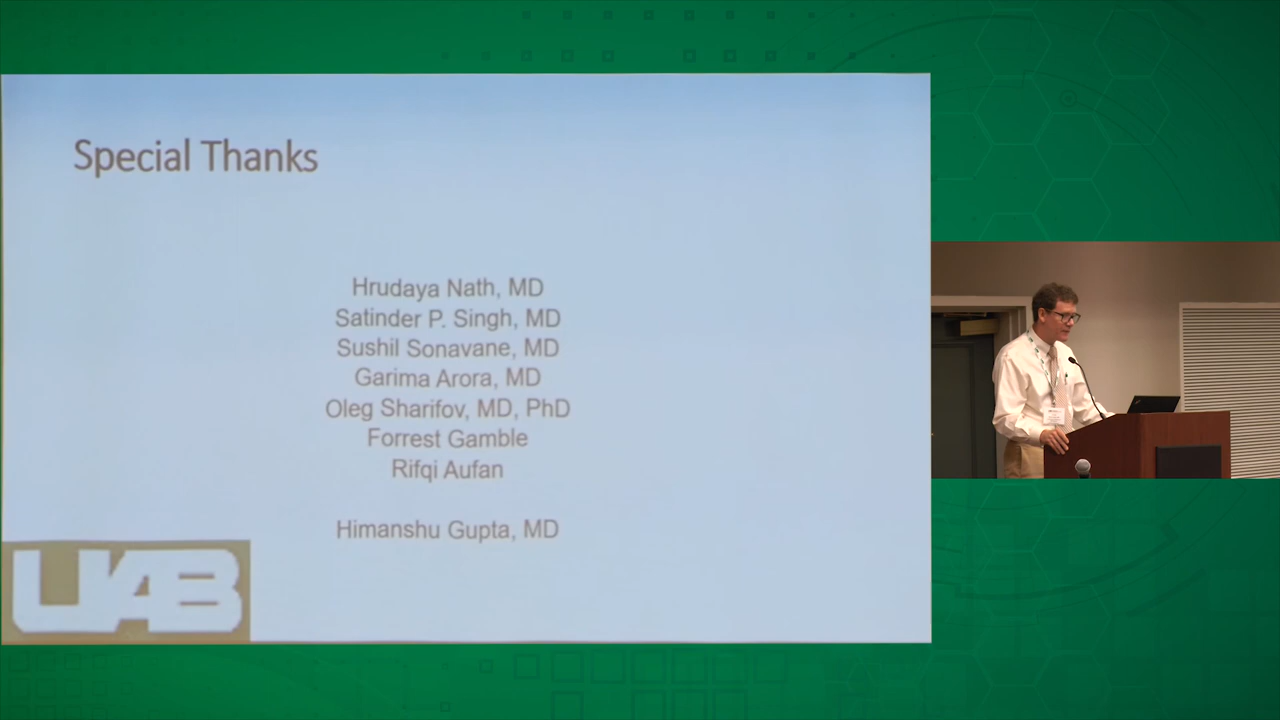 Special Thanks
Hrudaya Nath, MD
Satinder P. Singh, MD
Sushil Sonavane, MD
Garima Arora, MD
Oleg Sharifov, MD, PhD
Forrest Gamble
Rifqi Aufan
Himanshu Gupta, MD
UAB